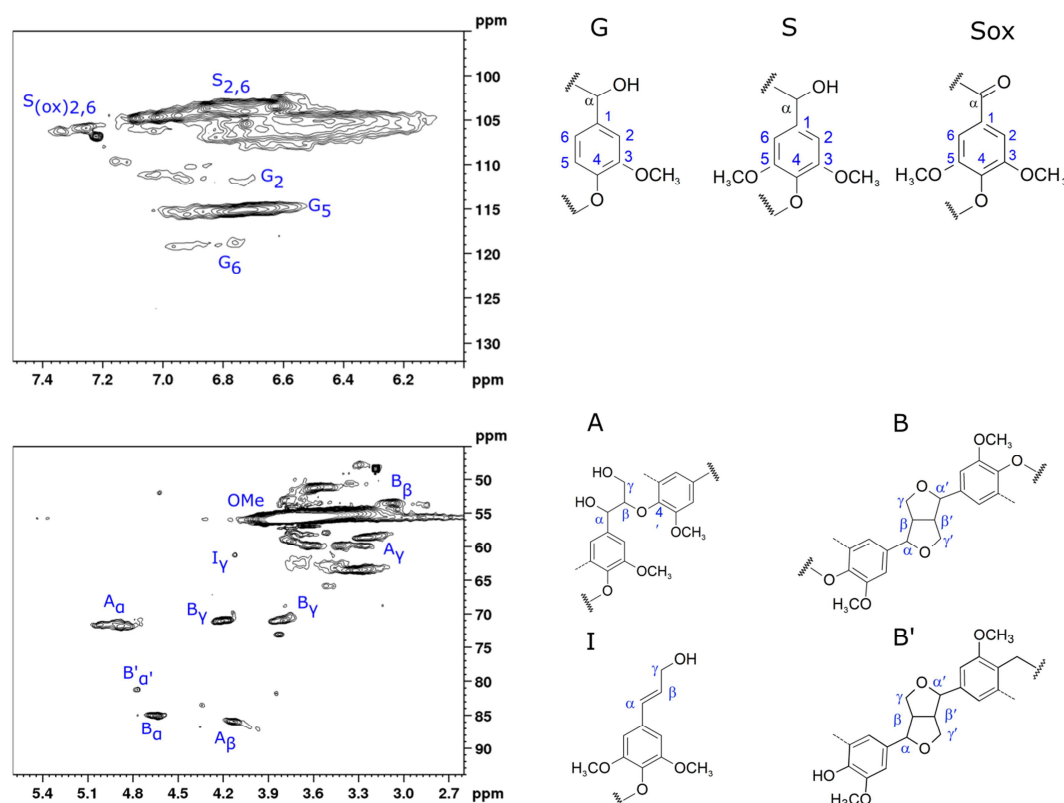 ppm
100
105
110
115
120
125
130
S(ox)2,6
S2,6
G2
G5
G6
7.4 7.2 7.0 6.8 6.6 6.4 6.2 ppm
G
OH
α
1
6 2
5 4 3
O CH3
O
S
OH
α
1
6 2
5 4 3
H3CO O CH3
O
Sox
O
α
1
6 2
5 4 3
H3CO OCH3
O
ppm
50
55
60
65
70
75
80
85
90
OMe
Bβ
Iγ
Aγ
Aα
Bγ
Bγ
B'α'
Bα
Aβ
5.4 5.1 4.8 4.5 4.2 3.9 3.6 3.3 3.0 2.7 ppm
A
HO
γ
HO
α
β O 4
'
OCH3
O CH3
O
B
O CH3
O
O α'
γ
β β'
α O γ'
O
H3CO
I
γ OH
α β
H3CO OCH3
O
B'
O CH3
O α'
γ
β β'
α O γ'
HO
H3CO